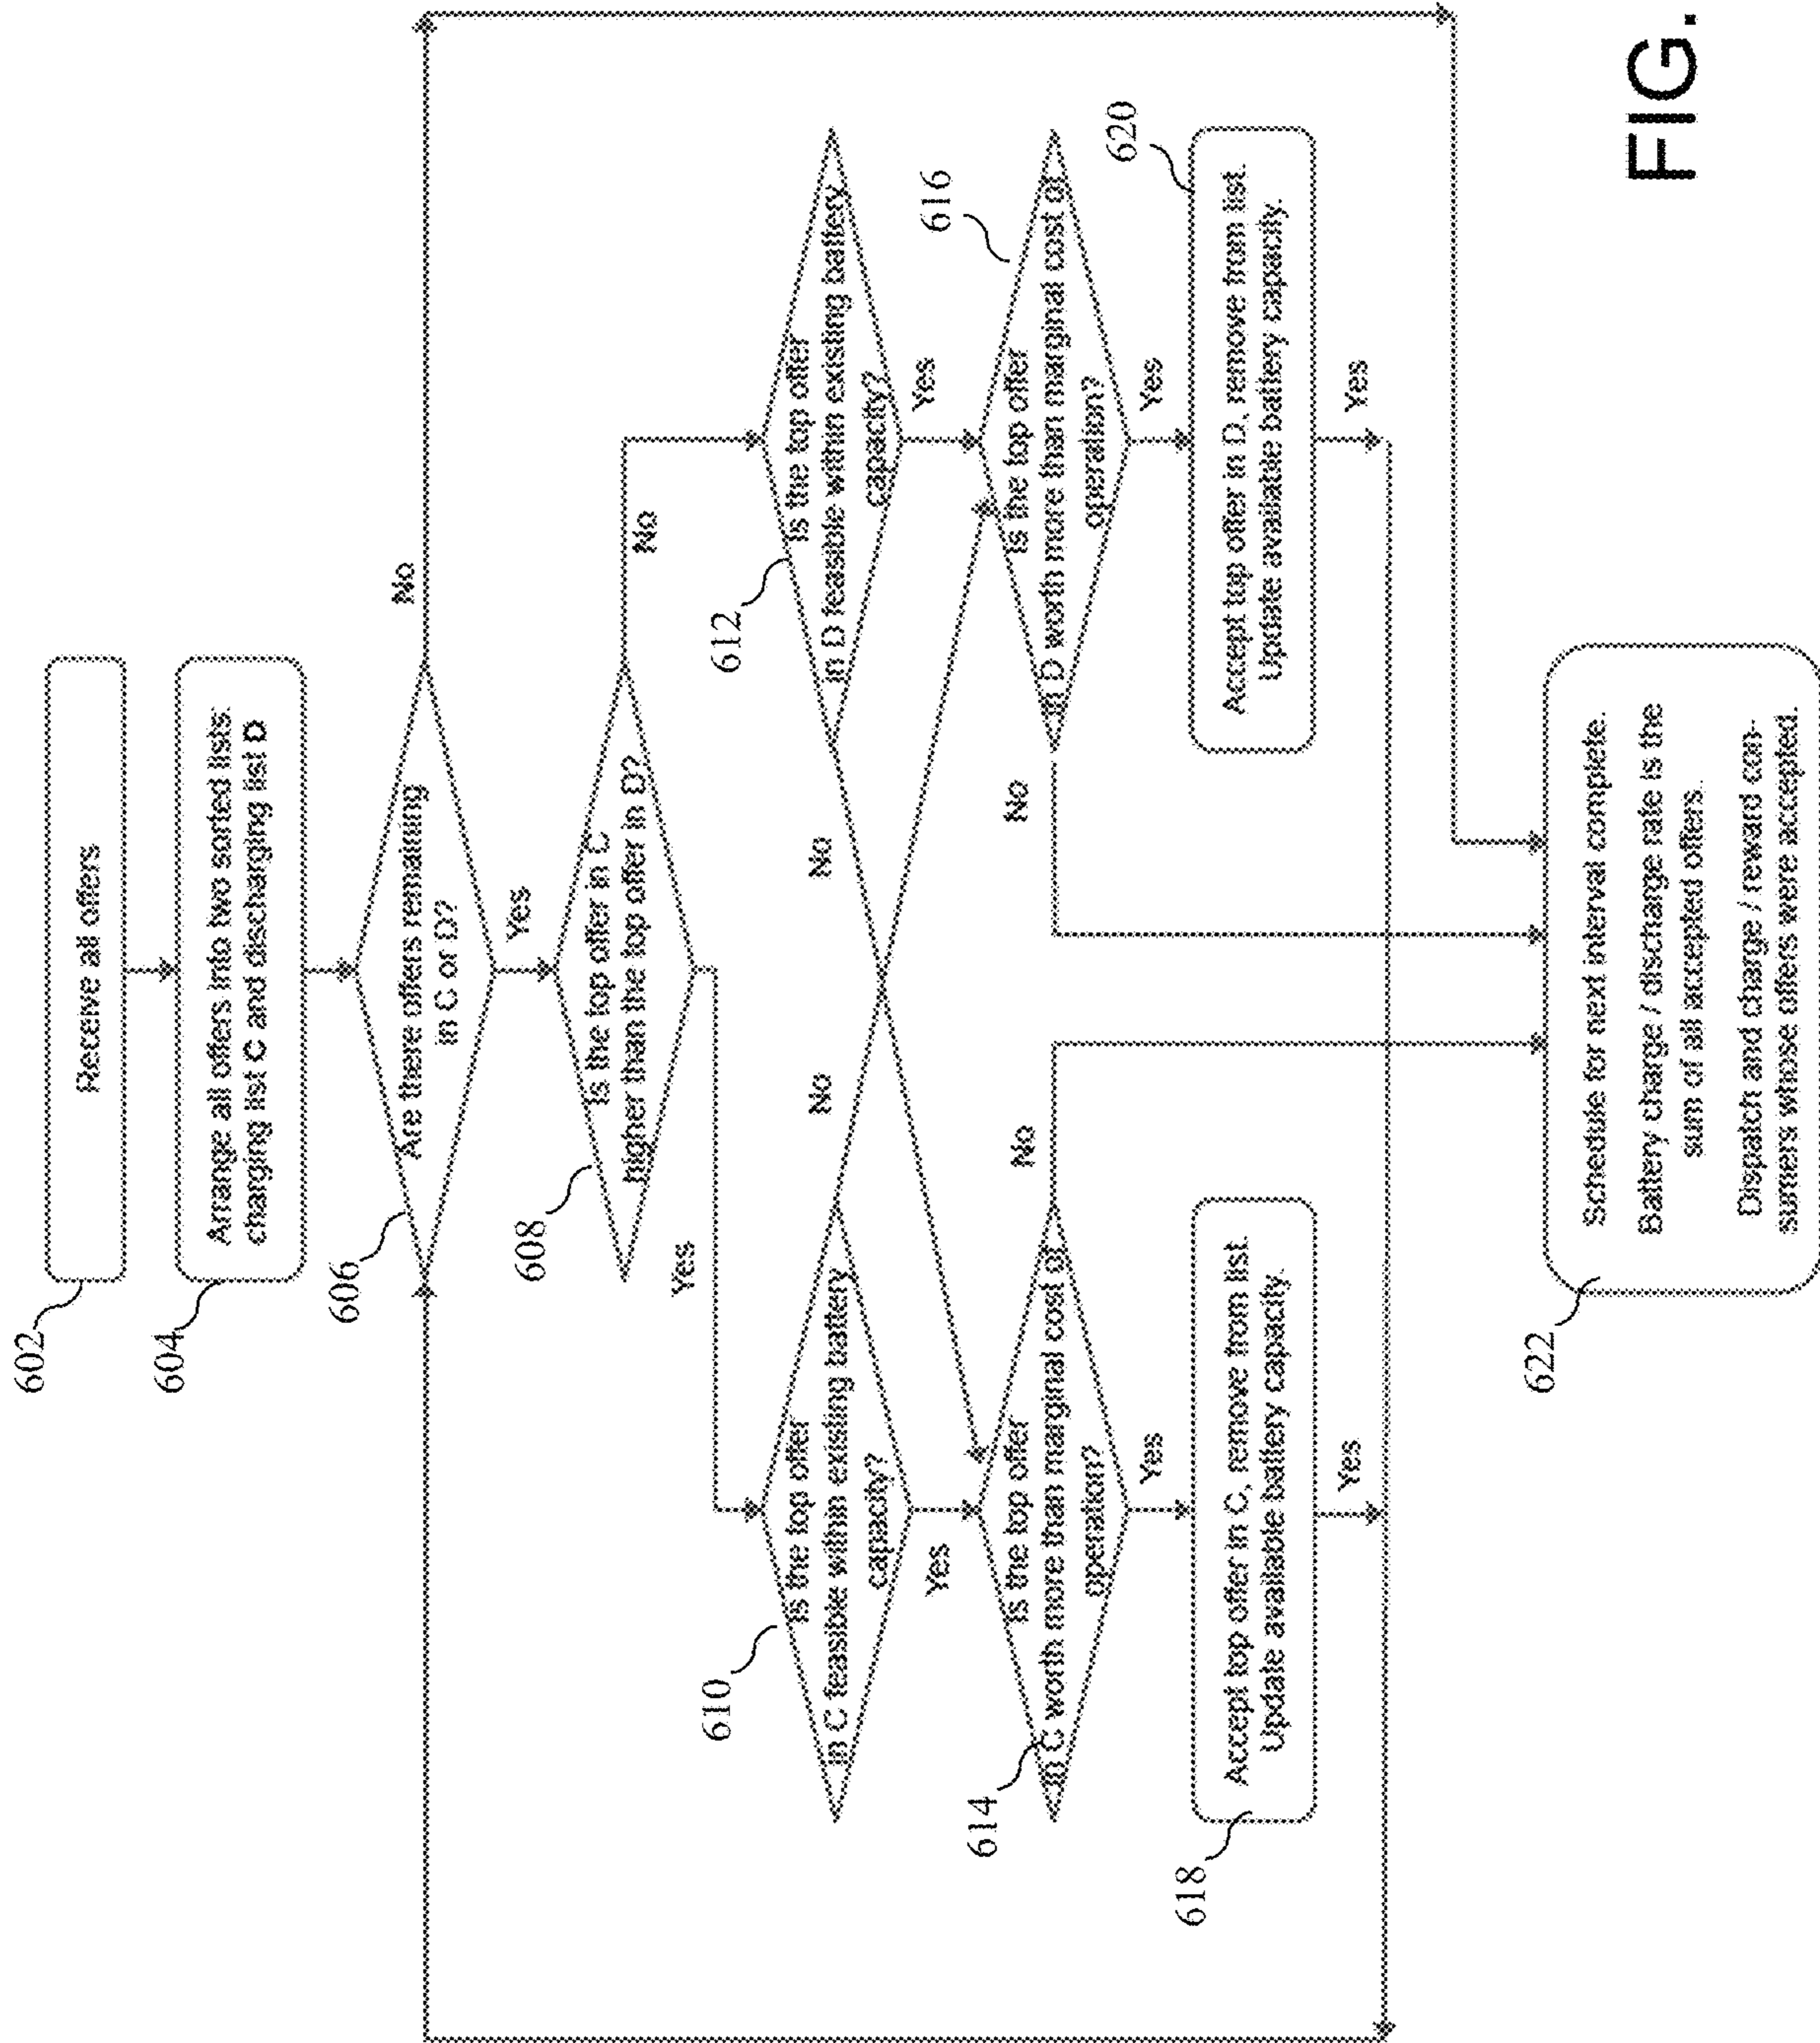 602
Receive all offers
604
Arrange all offers into two sorted lists:
charging list C and discharging list D
606
Are there offers remaining
in C or D?
No
Yes
608
Is the top offer in C
higher than the top offer in D?
Yes
No
610
Is the top offer
in C feasible within existing battery
capacity?
No
Yes
612
Is the top offer
in D feasible within existing battery
capacity?
No
Yes
614
Is the top offer
in C worth more than marginal cost of
operation?
No
Yes
616
Is the top offer
in D worth more than marginal cost of
operation?
No
Yes
618
Accept top offer in C, remove from list.
Update available battery capacity.
Yes
620
Accept top offer in D, remove from list.
Update available battery capacity.
Yes
622
Schedule for next interval complete.
Battery charge / discharge rate is the
sum of all accepted offers.
Dispatch and charge / reward con-
sumers whose offers were accepted.
FIG.